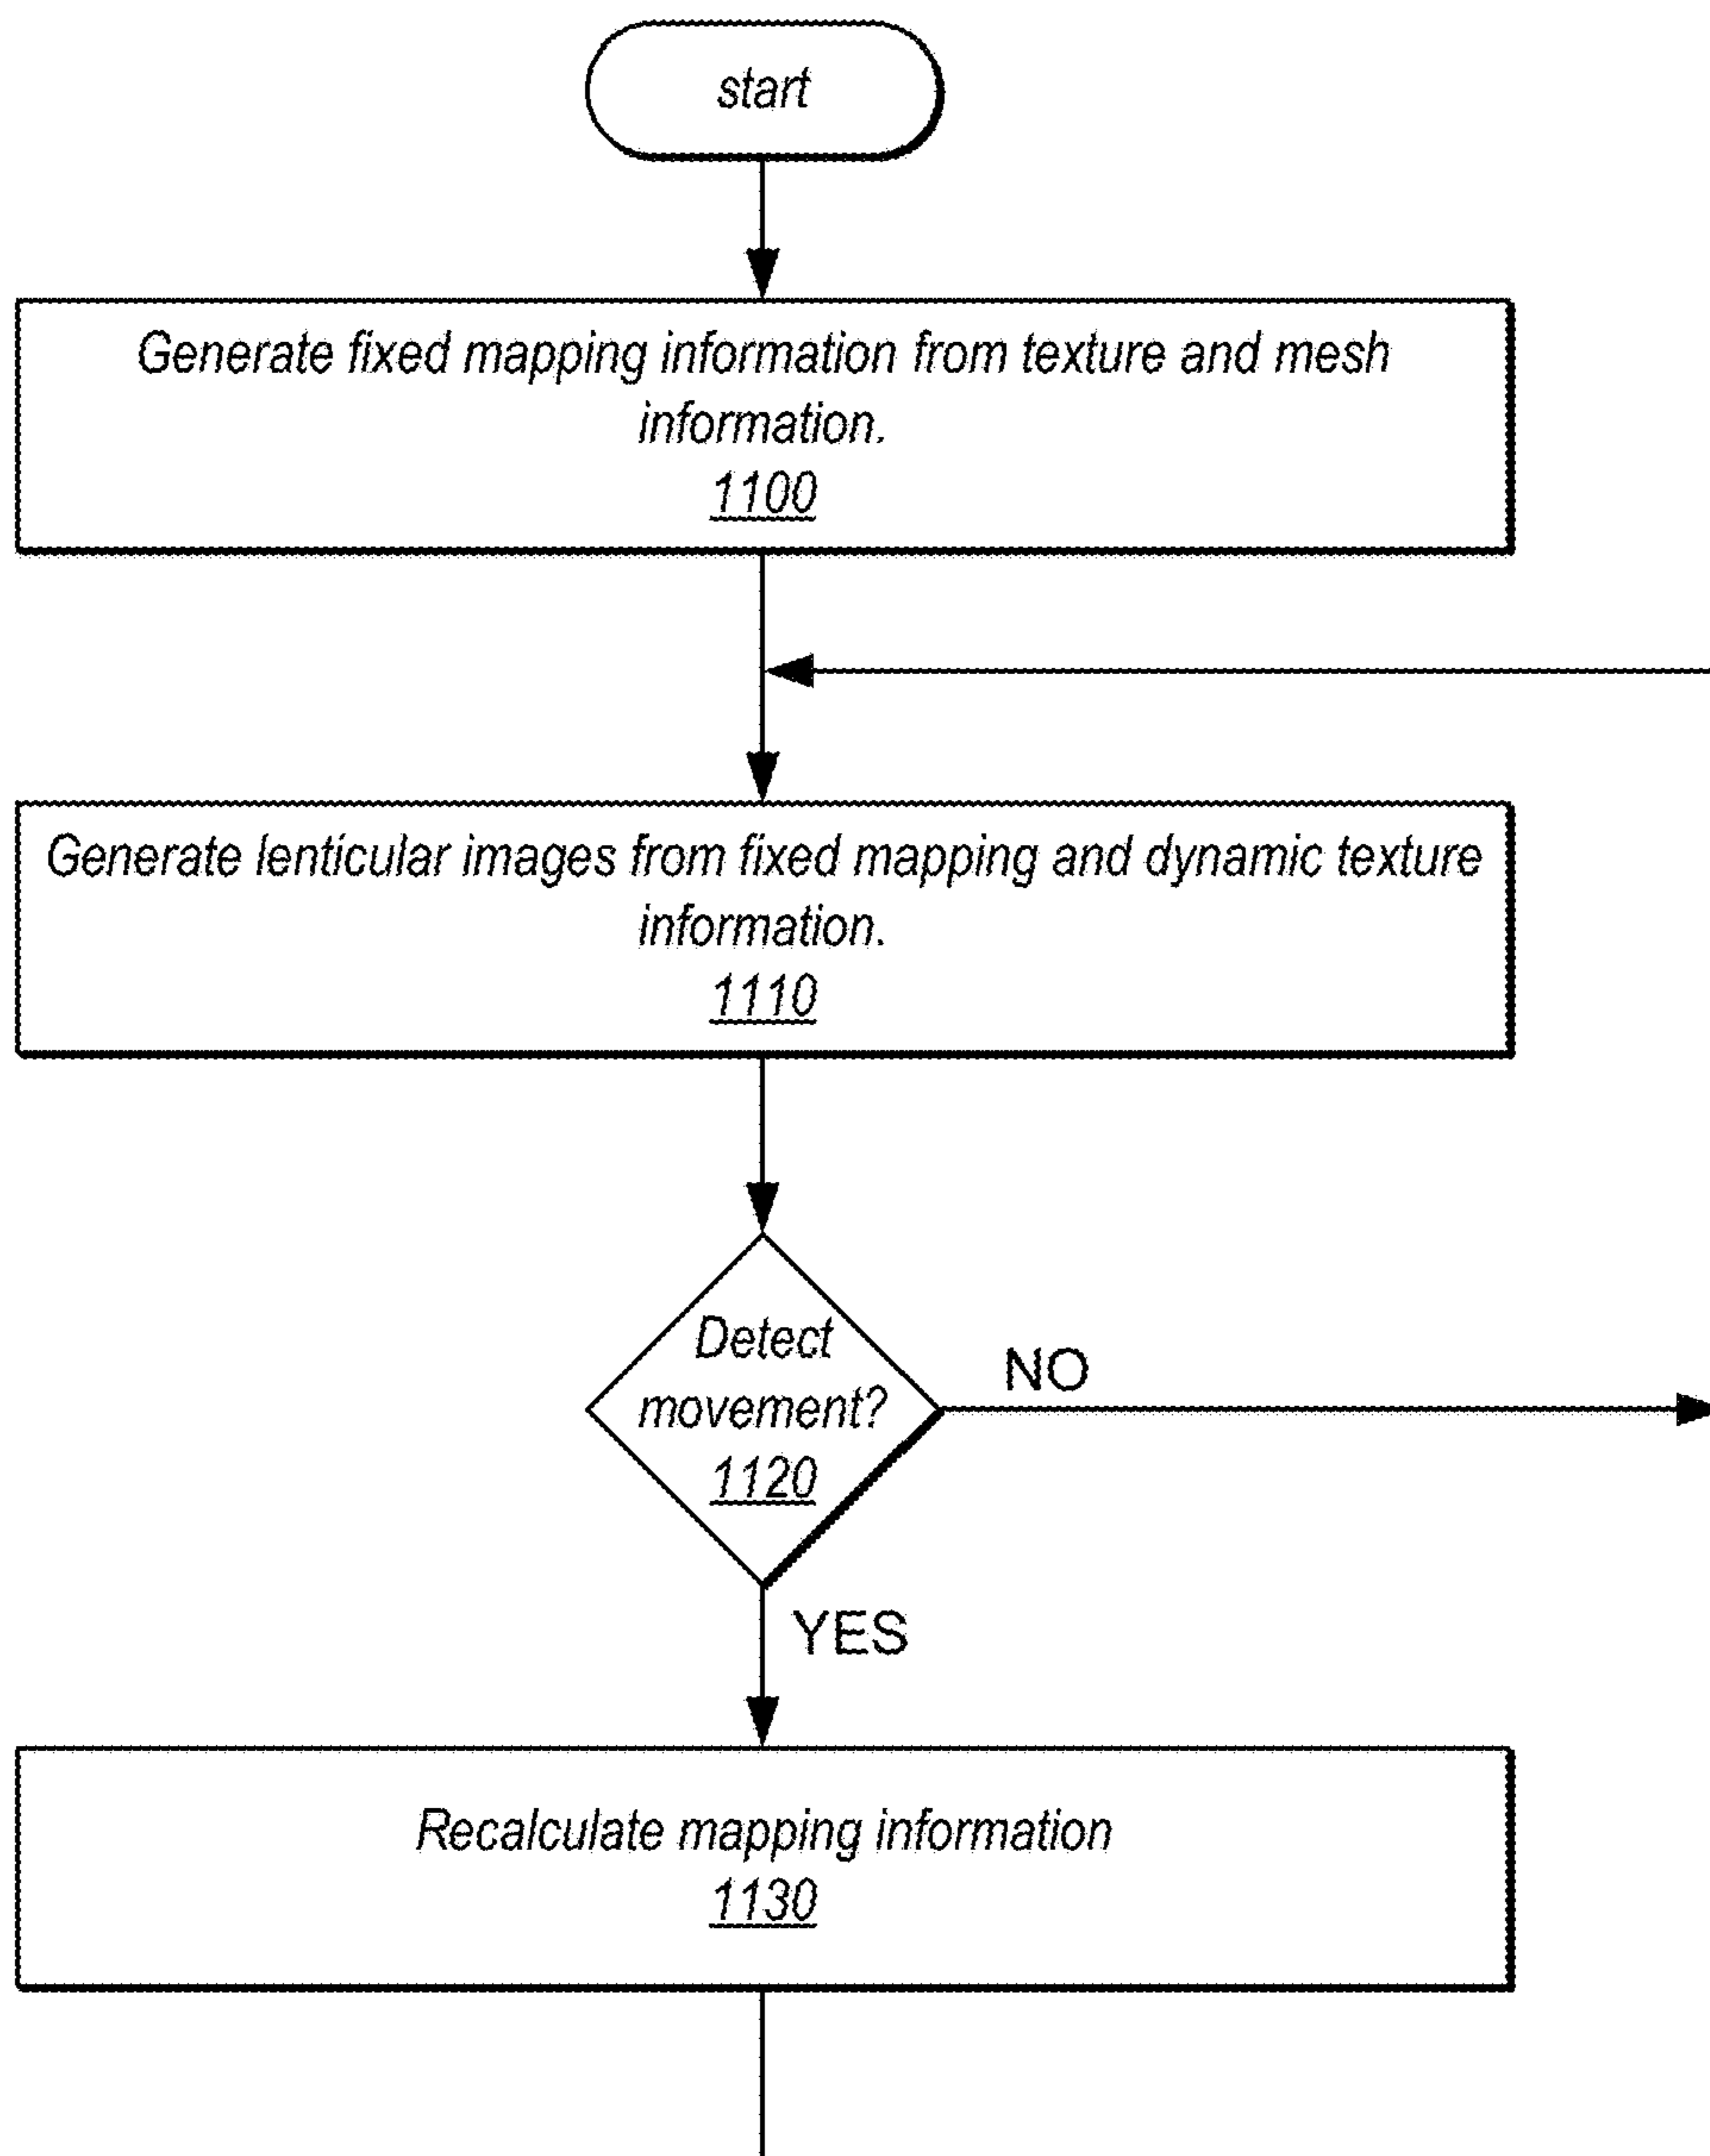 start
Generate fixed mapping information from texture and mesh
information.
1100
Generate lenticular images from fixed mapping and dynamic texture
information.
1110
Detect
movement?
1120
NO
YES
Recalculate mapping information
1130